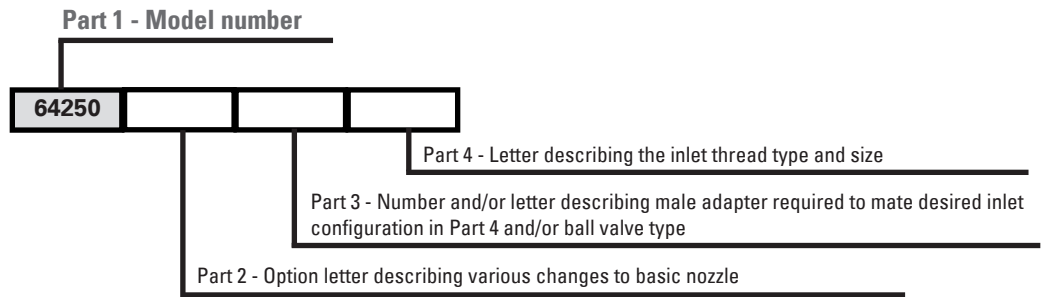 Part 1 - Model number
64250
Part 4 - Letter describing the inlet thread type and size
Part 3 - Number and/or letter describing male adapter required to mate desired inlet
configuration in Part 4 and/or ball valve type
Part 2 - Option letter describing various changes to basic nozzle